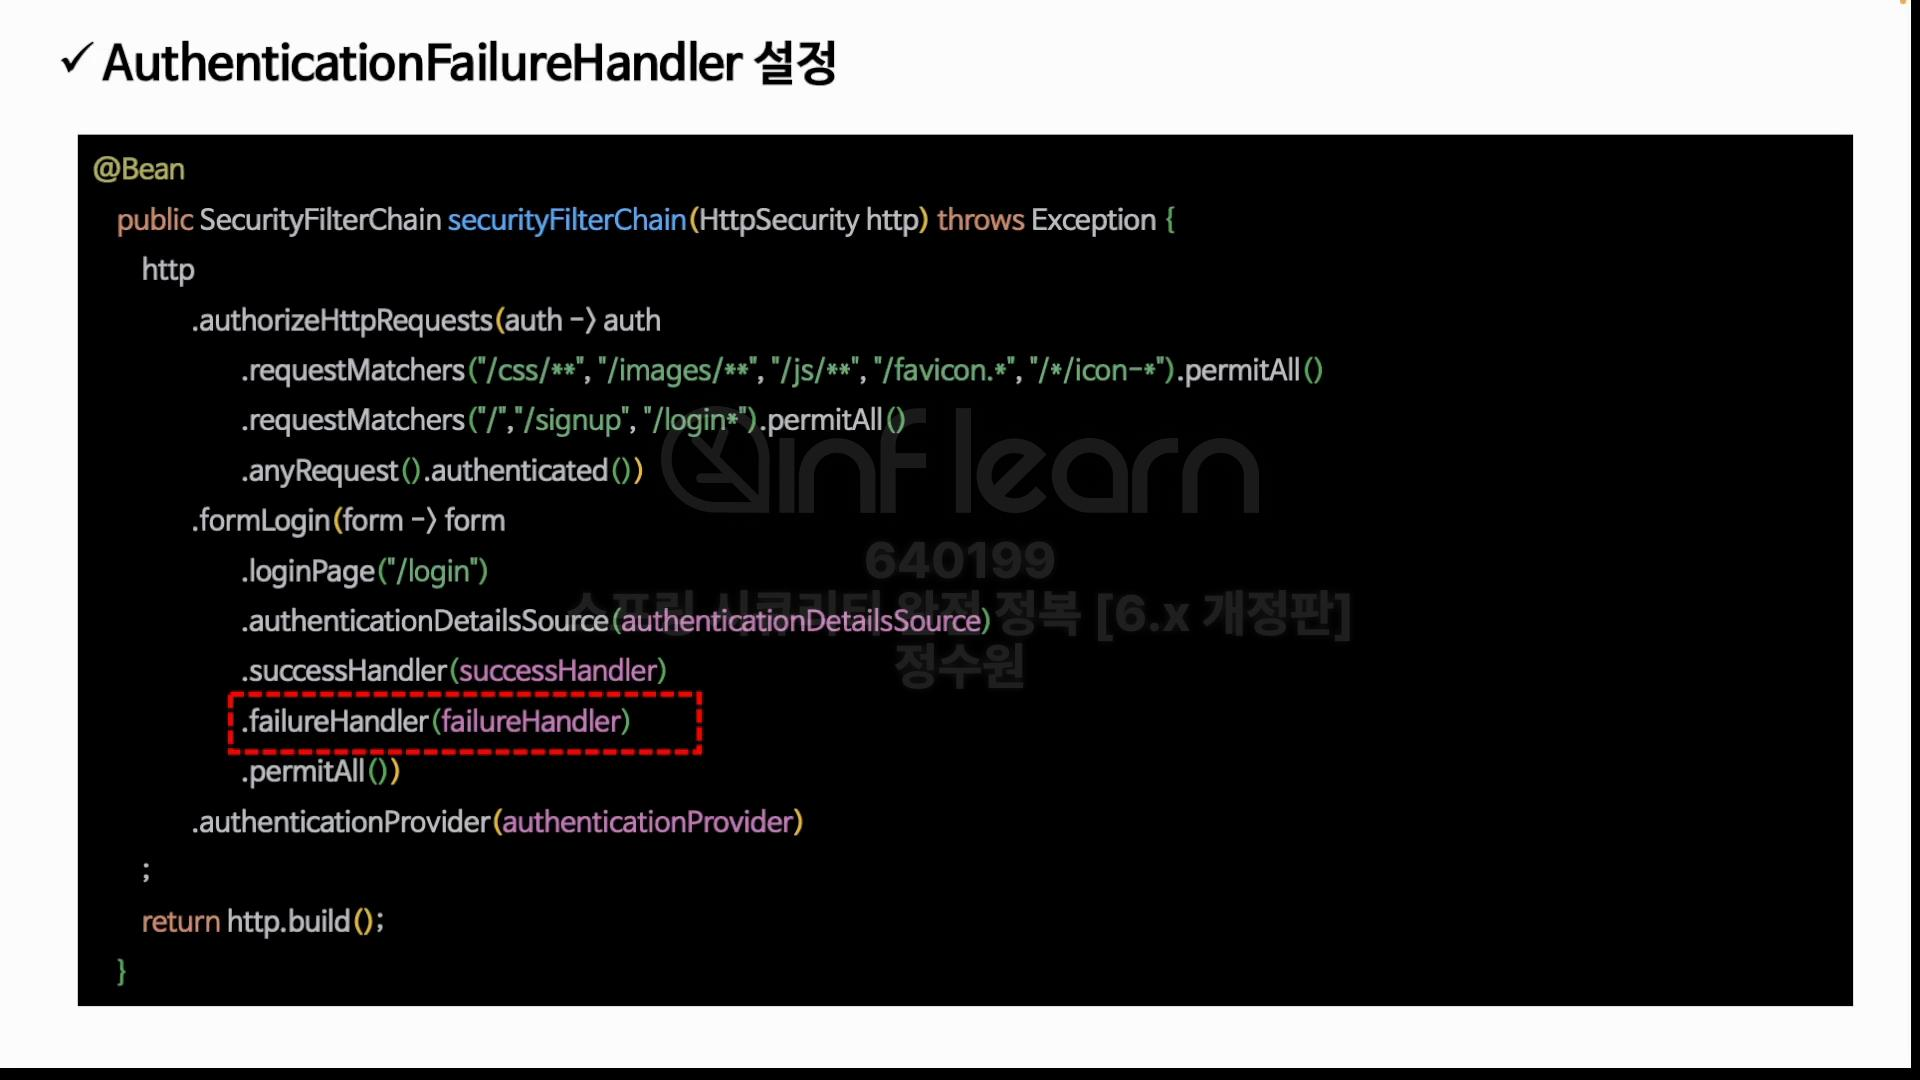 ✓ AuthenticationFailureHandler 설정
@Bean
public SecurityFilterChain securityFilterChain(HttpSecurity http) throws Exception {
http
.authorizeHttpRequests(auth -> auth
.requestMatchers("/css/**", "/images/**", "/js/**", "/favicon.*", "/*/icon-*").permitAll()
.requestMatchers("/","/signup", "/login*").permitAll()
.anyRequest().authenticated())
.formLogin(form -> form
.loginPage("/login")
.authenticationDetailsSource(authenticationDetailsSource)
.successHandler(successHandler)
.failureHandler(failureHandler)
.permitAll())
.authenticationProvider(authenticationProvider)
;
return http.build();
}
inflearn
640199
스프링 시큐리티 완전 정복 [6.x 개정판]
정수원